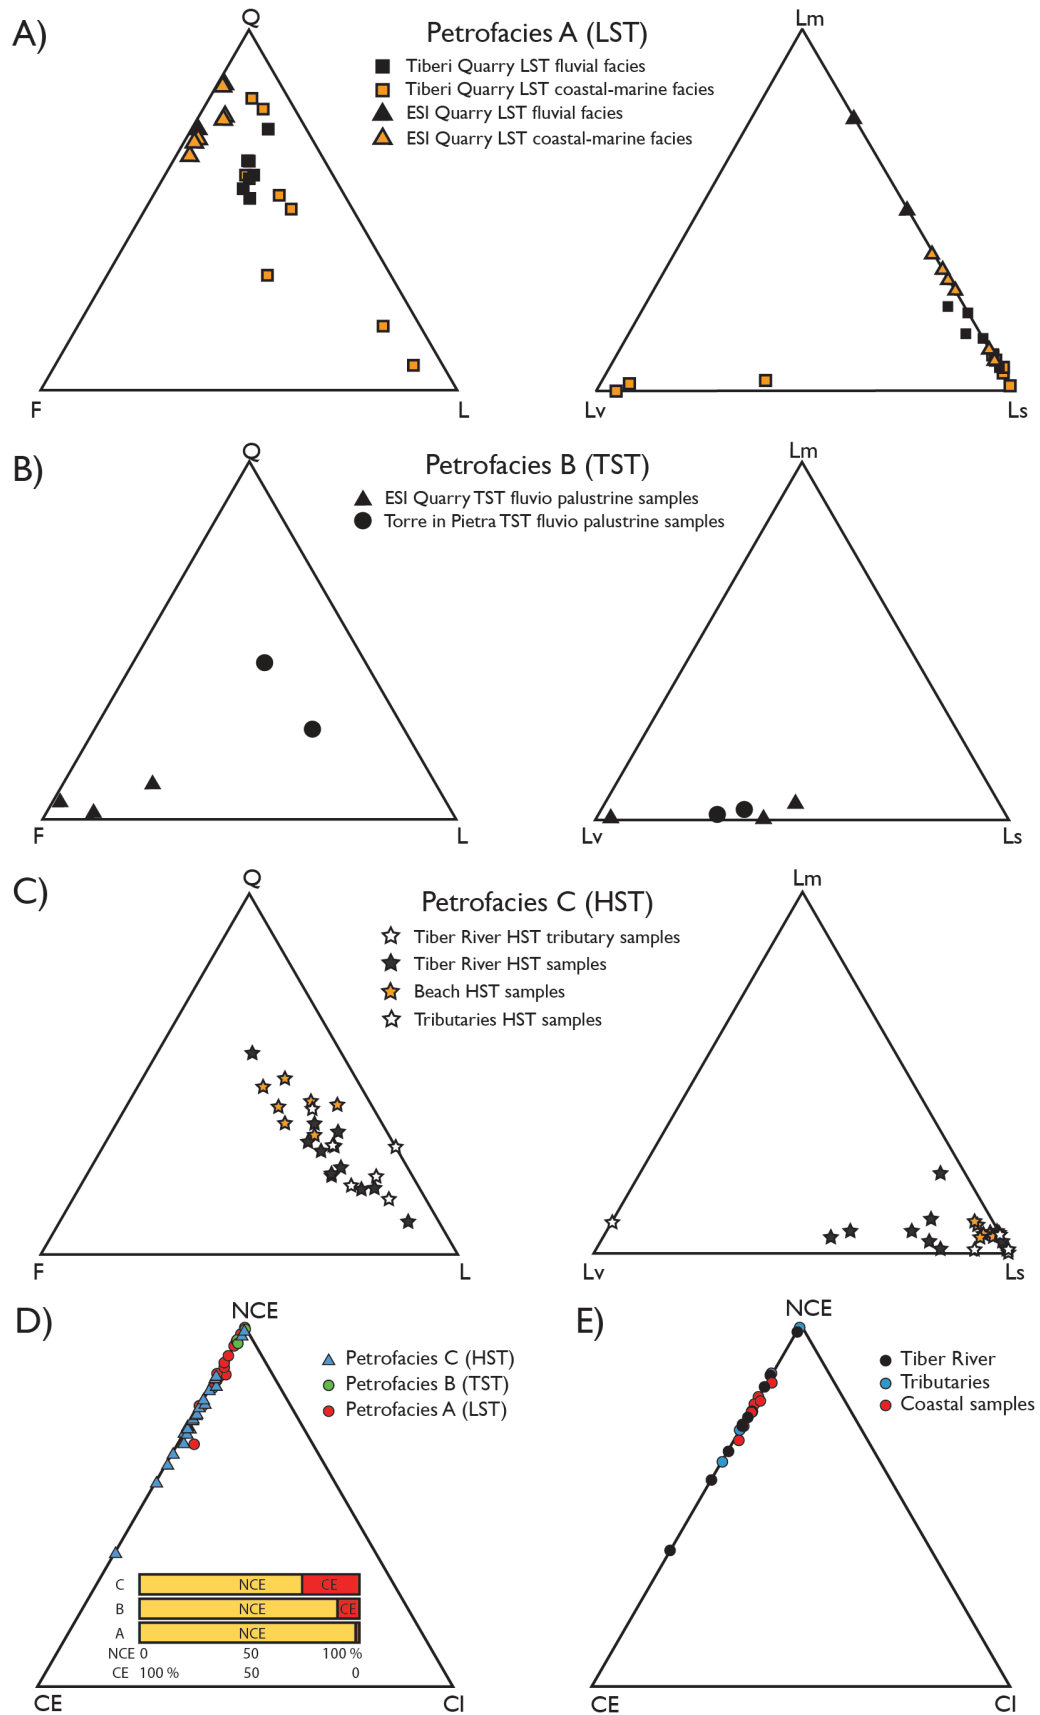 A)
Q
Petrofacies A (LST)
Tiberi Quarry LST fluvial facies
Tiberi Quarry LST coastal-marine facies
ESI Quarry LST fluvial facies
ESI Quarry LST coastal-marine facies
Lm
F
L
Lv
Ls
B)
Q
Petrofacies B (TST)
ESI Quarry TST fluvio palustrine samples
Torre in Pietra TST fluvio palustrine samples
Lm
F
L
Lv
Ls
C)
Q
Petrofacies C (HST)
Tiber River HST tributary samples
Tiber River HST samples
Beach HST samples
Tributaries HST samples
Lm
F
L
Lv
Ls
D)
NCE
Petrofacies C (HST)
Petrofacies B (TST)
Petrofacies A (LST)
C NCE CE
B NCE CE
A NCE
NCE 0 50 100 %
CE 100 % 50 0
CE
CI
E)
NCE
Tiber River
Tributaries
Coastal samples
CE
CI